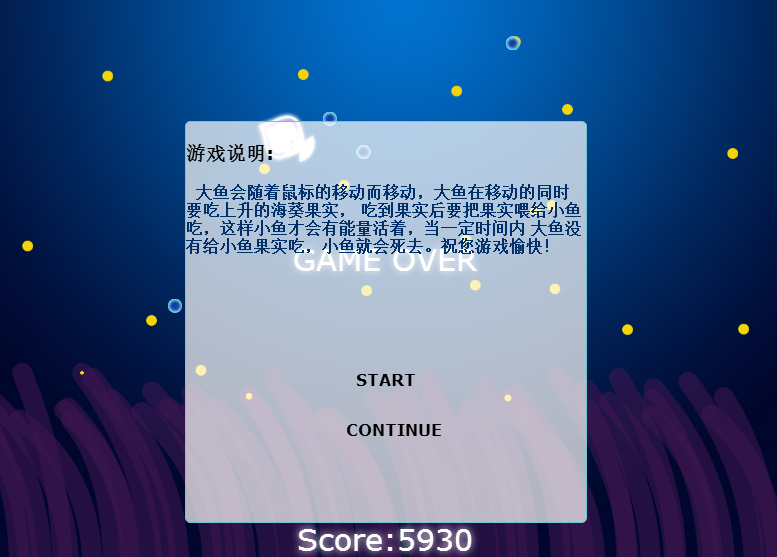 游戏说明:
大鱼会随着鼠标的移动而移动，大鱼在移动的同时
要吃上升的海葵果实， 吃到果实后要把果实喂给小鱼
吃，这样小鱼才会有能量活着，当一定时间内 大鱼没
有给小鱼果实吃，小鱼就会死去。祝您游戏愉快！
GAME OVER
START
CONTINUE
Score:5930